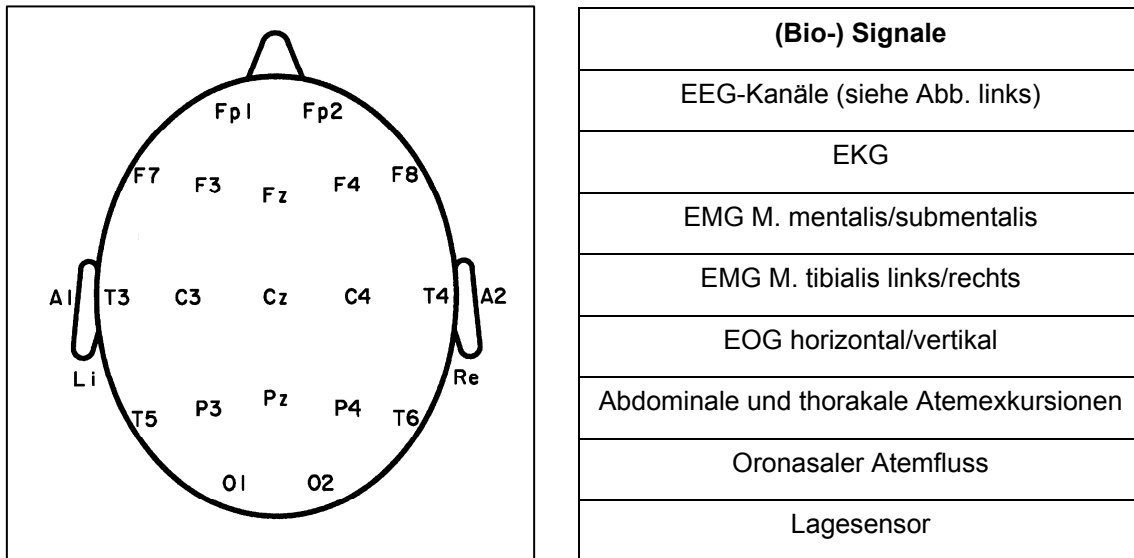 Fp1 Fp2
F7 F3 Fz F4 F8
A1 T3 C3 Cz C4 T4 A2
Li Re
T5 P3 Pz P4 T6
O1 O2
(Bio-) Signale
EEG-Kanäle (siehe Abb. links)
EKG
EMG M. mentalis/submentalis
EMG M. tibialis links/rechts
EOG horizontal/vertikal
Abdominale und thorakale Atemexkursionen
Oronasaler Atemfluss
Lagesensor